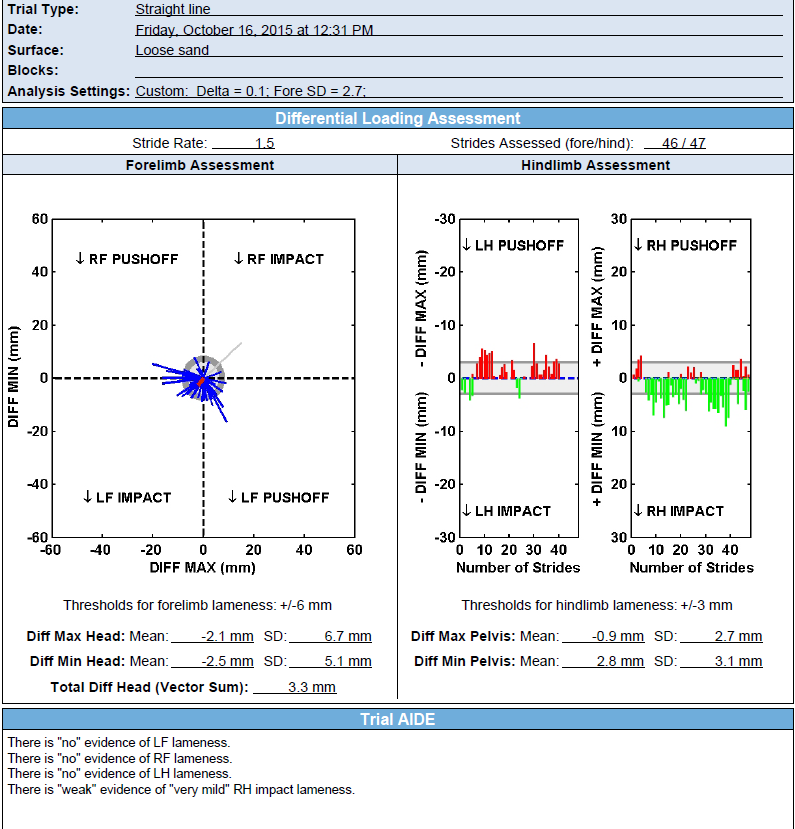 Trial Type: Straight line
Date: Friday, October 16, 2015 at 12:31 PM
Surface: Loose sand
Blocks:
Analysis Settings: Custom: Delta = 0.1; Fore SD = 2.7;
Differential Loading Assessment
Stride Rate: 1.5 Strides Assessed (fore/hind): 46 / 47
Forelimb Assessment
60
40
20
0
-20
-40
-60
DIFF MIN (mm)
↓ RF PUSHOFF ↓ RF IMPACT
↓ LF IMPACT ↓ LF PUSHOFF
-60 -40 -20 0 20 40 60
DIFF MAX (mm)
Thresholds for forelimb lameness: +/-6 mm
Diff Max Head: Mean: -2.1 mm SD: 6.7 mm
Diff Min Head: Mean: -2.5 mm SD: 5.1 mm
Total Diff Head (Vector Sum): 3.3 mm
Hindlimb Assessment
-30
-20
-10
0
-10
-20
-30
- DIFF MAX (mm)
- DIFF MIN (mm)
↓ LH PUSHOFF
↓ LH IMPACT
0 10 20 30 40
Number of Strides
30
20
10
0
10
20
30
+ DIFF MAX (mm)
+ DIFF MIN (mm)
↓ RH PUSHOFF
↓ RH IMPACT
0 10 20 30 40
Number of Strides
Thresholds for hindlimb lameness: +/-3 mm
Diff Max Pelvis: Mean: -0.9 mm SD: 2.7 mm
Diff Min Pelvis: Mean: 2.8 mm SD: 3.1 mm
Trial AIDE
There is "no" evidence of LF lameness.
There is "no" evidence of RF lameness.
There is "no" evidence of LH lameness.
There is "weak" evidence of "very mild" RH impact lameness.